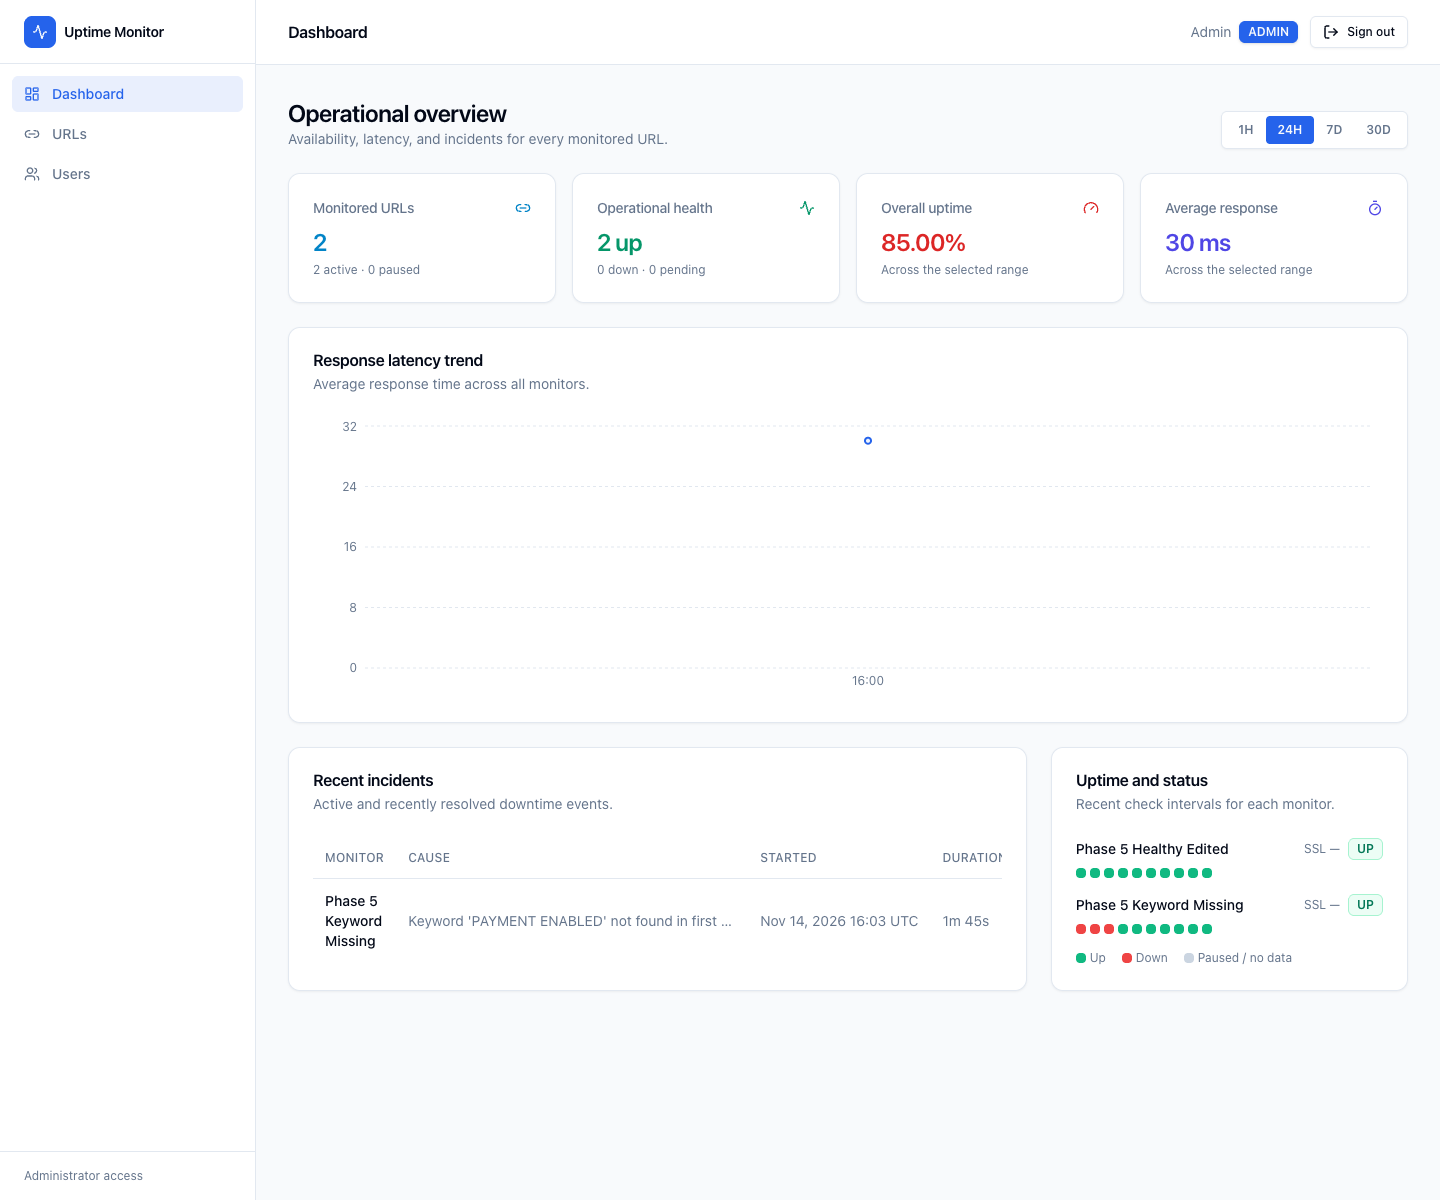 Uptime Monitor
Dashboard
Admin
ADMIN
Sign out
Dashboard
URLs
Users
Operational overview
Availability, latency, and incidents for every monitored URL.
1H
24H
7D
30D
Monitored URLs
2
2 active · 0 paused
Operational health
2 up
0 down · 0 pending
Overall uptime
85.00%
Across the selected range
Average response
30 ms
Across the selected range
Response latency trend
Average response time across all monitors.
32
24
16
8
0
16:00
Recent incidents
Active and recently resolved downtime events.
MONITOR CAUSE STARTED DURATION
Phase 5
Keyword
Missing
Keyword 'PAYMENT ENABLED' not found in first ...
Nov 14, 2026 16:03 UTC
1m 45s
Uptime and status
Recent check intervals for each monitor.
Phase 5 Healthy Edited SSL — UP
Phase 5 Keyword Missing SSL — UP
Up Down Paused / no data
Administrator access